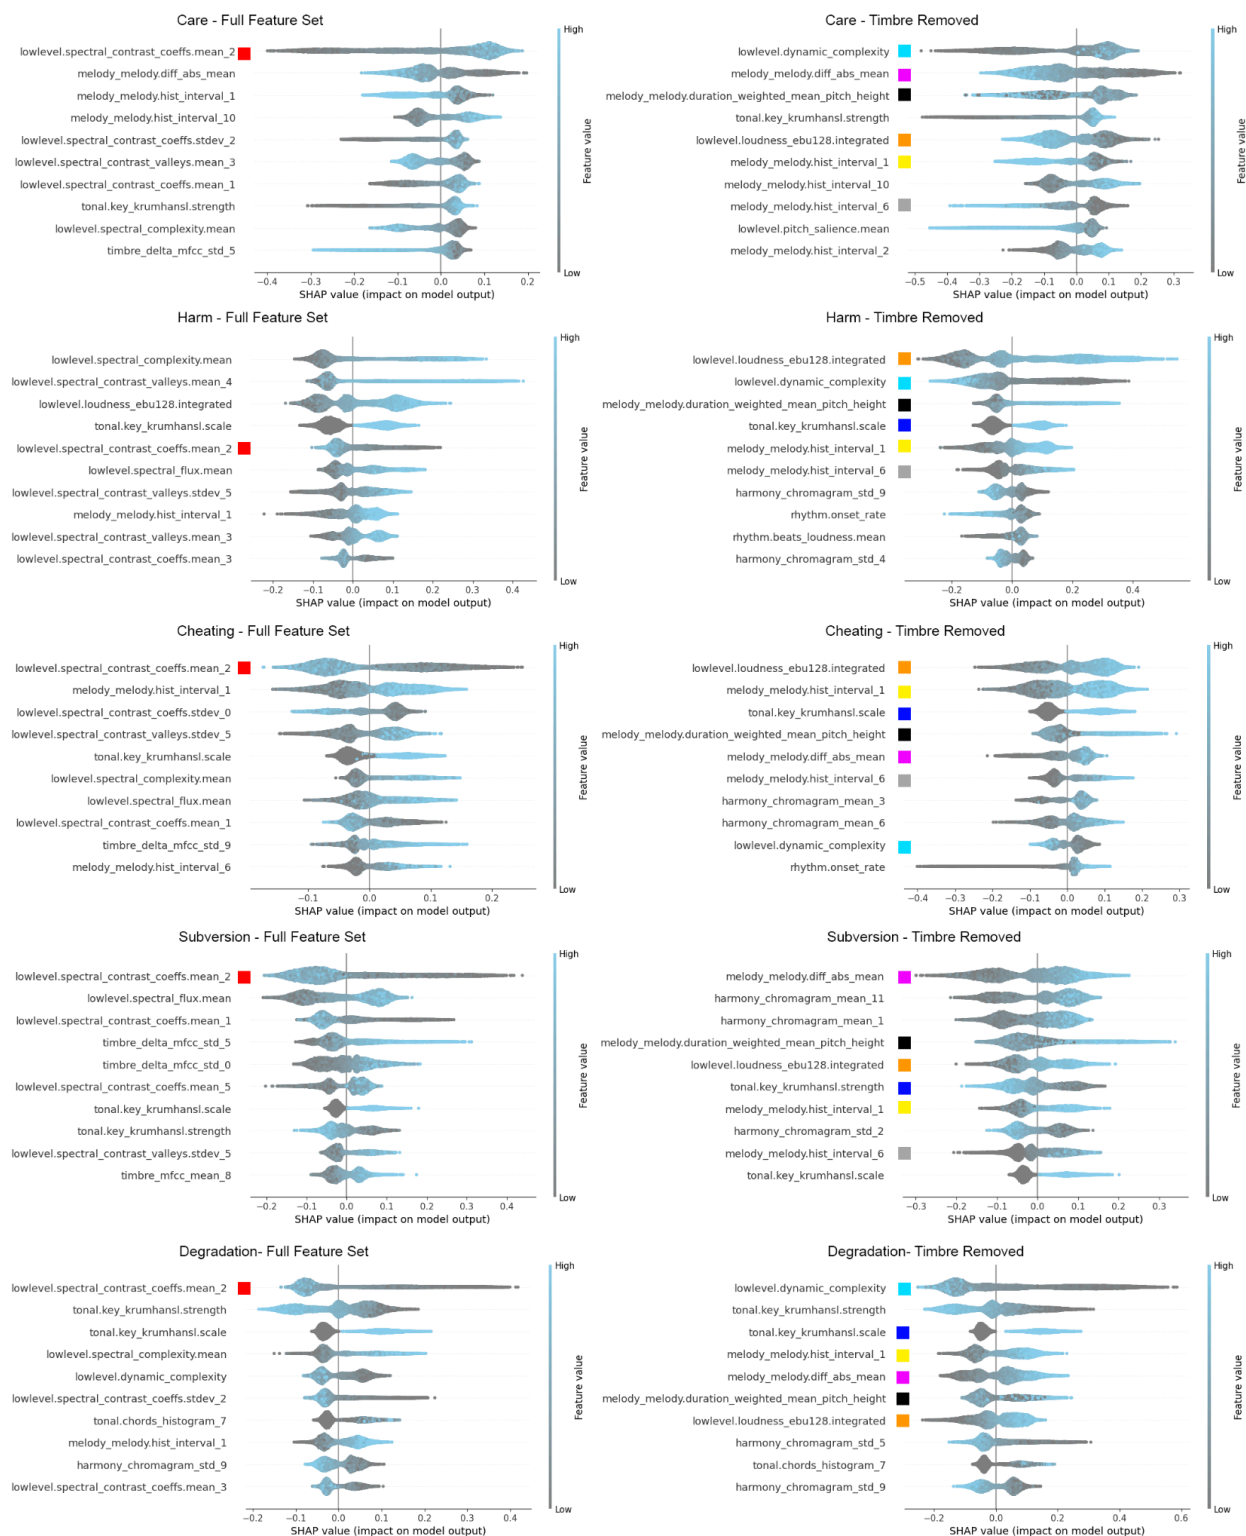 Care - Full Feature Set
lowlevel.spectral_contrast_coeffs.mean_2
melody_melody.diff_abs_mean
melody_melody.hist_interval_1
melody_melody.hist_interval_10
lowlevel.spectral_contrast_coeffs.stdev_2
lowlevel.spectral_contrast_valleys.mean_3
lowlevel.spectral_contrast_coeffs.mean_1
tonal.key_krumhansl.strength
lowlevel.spectral_complexity.mean
timbre_delta_mfcc_std_5
−0.4 −0.3 −0.2 −0.1 0.0 0.1 0.2
SHAP value (impact on model output)
High
Feature value
Low
Care - Timbre Removed
lowlevel.dynamic_complexity
melody_melody.diff_abs_mean
melody_melody.duration_weighted_mean_pitch_height
tonal.key_krumhansl.strength
lowlevel.loudness_ebu128.integrated
melody_melody.hist_interval_1
melody_melody.hist_interval_10
melody_melody.hist_interval_6
lowlevel.pitch_salience.mean
melody_melody.hist_interval_2
−0.5 −0.4 −0.3 −0.2 −0.1 0.0 0.1 0.2 0.3
SHAP value (impact on model output)
High
Feature value
Low
Harm - Full Feature Set
lowlevel.spectral_complexity.mean
lowlevel.spectral_contrast_valleys.mean_4
lowlevel.loudness_ebu128.integrated
tonal.key_krumhansl.scale
lowlevel.spectral_contrast_coeffs.mean_2
lowlevel.spectral_flux.mean
lowlevel.spectral_contrast_valleys.stdev_5
melody_melody.hist_interval_1
lowlevel.spectral_contrast_valleys.mean_3
lowlevel.spectral_contrast_coeffs.mean_3
−0.2 −0.1 0.0 0.1 0.2 0.3 0.4
SHAP value (impact on model output)
High
Feature value
Low
Harm - Timbre Removed
lowlevel.loudness_ebu128.integrated
lowlevel.dynamic_complexity
melody_melody.duration_weighted_mean_pitch_height
tonal.key_krumhansl.scale
melody_melody.hist_interval_1
melody_melody.hist_interval_6
harmony_chromagram_std_9
rhythm.onset_rate
rhythm.beats_loudness.mean
harmony_chromagram_std_4
−0.2 0.0 0.2 0.4
SHAP value (impact on model output)
High
Feature value
Low
Cheating - Full Feature Set
lowlevel.spectral_contrast_coeffs.mean_2
melody_melody.hist_interval_1
lowlevel.spectral_contrast_coeffs.stdev_0
lowlevel.spectral_contrast_valleys.stdev_5
tonal.key_krumhansl.scale
lowlevel.spectral_complexity.mean
lowlevel.spectral_flux.mean
lowlevel.spectral_contrast_coeffs.mean_1
timbre_delta_mfcc_std_9
melody_melody.hist_interval_6
−0.1 0.0 0.1 0.2
SHAP value (impact on model output)
High
Feature value
Low
Cheating - Timbre Removed
lowlevel.loudness_ebu128.integrated
melody_melody.hist_interval_1
tonal.key_krumhansl.scale
melody_melody.duration_weighted_mean_pitch_height
melody_melody.diff_abs_mean
melody_melody.hist_interval_6
harmony_chromagram_mean_3
harmony_chromagram_mean_6
lowlevel.dynamic_complexity
rhythm.onset_rate
−0.4 −0.3 −0.2 −0.1 0.0 0.1 0.2 0.3
SHAP value (impact on model output)
High
Feature value
Low
Subversion - Full Feature Set
lowlevel.spectral_contrast_coeffs.mean_2
lowlevel.spectral_flux.mean
lowlevel.spectral_contrast_coeffs.mean_1
timbre_delta_mfcc_std_5
timbre_delta_mfcc_std_0
lowlevel.spectral_contrast_coeffs.mean_5
tonal.key_krumhansl.scale
tonal.key_krumhansl.strength
lowlevel.spectral_contrast_valleys.stdev_5
timbre_mfcc_mean_8
−0.2 −0.1 0.0 0.1 0.2 0.3 0.4
SHAP value (impact on model output)
High
Feature value
Low
Subversion - Timbre Removed
melody_melody.diff_abs_mean
harmony_chromagram_mean_11
harmony_chromagram_mean_1
melody_melody.duration_weighted_mean_pitch_height
lowlevel.loudness_ebu128.integrated
tonal.key_krumhansl.strength
melody_melody.hist_interval_1
harmony_chromagram_std_2
melody_melody.hist_interval_6
tonal.key_krumhansl.scale
−0.3 −0.2 −0.1 0.0 0.1 0.2 0.3
SHAP value (impact on model output)
High
Feature value
Low
Degradation- Full Feature Set
lowlevel.spectral_contrast_coeffs.mean_2
tonal.key_krumhansl.strength
tonal.key_krumhansl.scale
lowlevel.spectral_complexity.mean
lowlevel.dynamic_complexity
lowlevel.spectral_contrast_coeffs.stdev_2
tonal.chords_histogram_7
melody_melody.hist_interval_1
harmony_chromagram_std_9
lowlevel.spectral_contrast_coeffs.mean_3
−0.2 −0.1 0.0 0.1 0.2 0.3 0.4
SHAP value (impact on model output)
High
Feature value
Low
Degradation- Timbre Removed
lowlevel.dynamic_complexity
tonal.key_krumhansl.strength
tonal.key_krumhansl.scale
melody_melody.hist_interval_1
melody_melody.diff_abs_mean
melody_melody.duration_weighted_mean_pitch_height
lowlevel.loudness_ebu128.integrated
harmony_chromagram_std_5
tonal.chords_histogram_7
harmony_chromagram_std_9
−0.2 0.0 0.2 0.4 0.6
SHAP value (impact on model output)
High
Feature value
Low